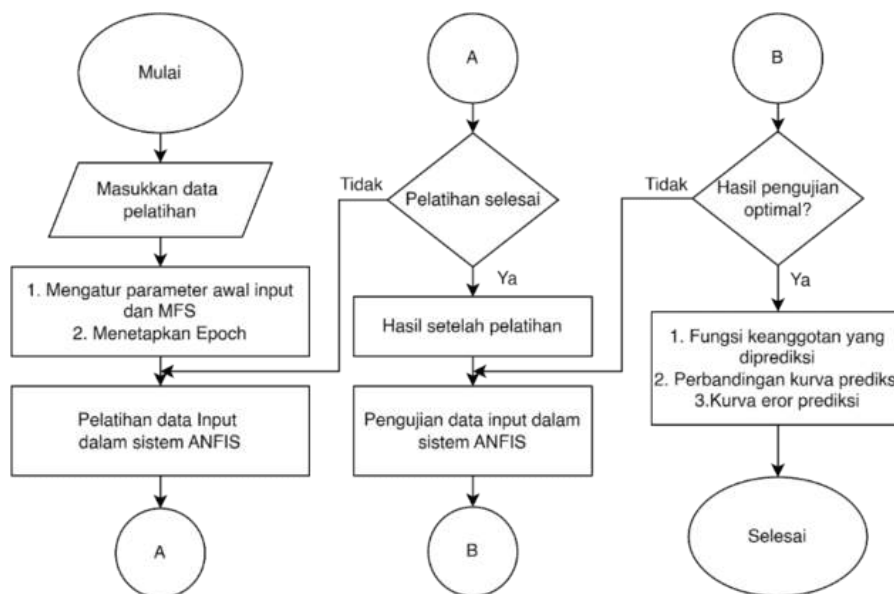 Mulai
Masukkan data
pelatihan
1. Mengatur parameter awal input
dan MFS
2. Menetapkan Epoch
Pelatihan data Input
dalam sistem ANFIS
A
A
Tidak
Pelatihan selesai
Ya
Hasil setelah pelatihan
Pengujian data input dalam
sistem ANFIS
B
B
Tidak
Hasil pengujian
optimal?
Ya
1. Fungsi keanggotan yang
diprediksi
2. Perbandingan kurva prediks
3.Kurva eror prediksi
Selesai